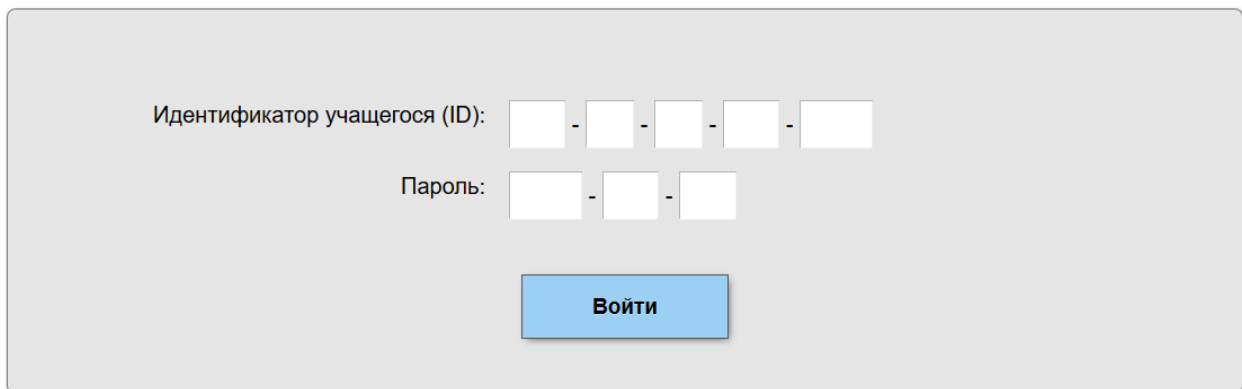 Идентификатор учащегося (ID): - - - -
Пароль: - -
Войти